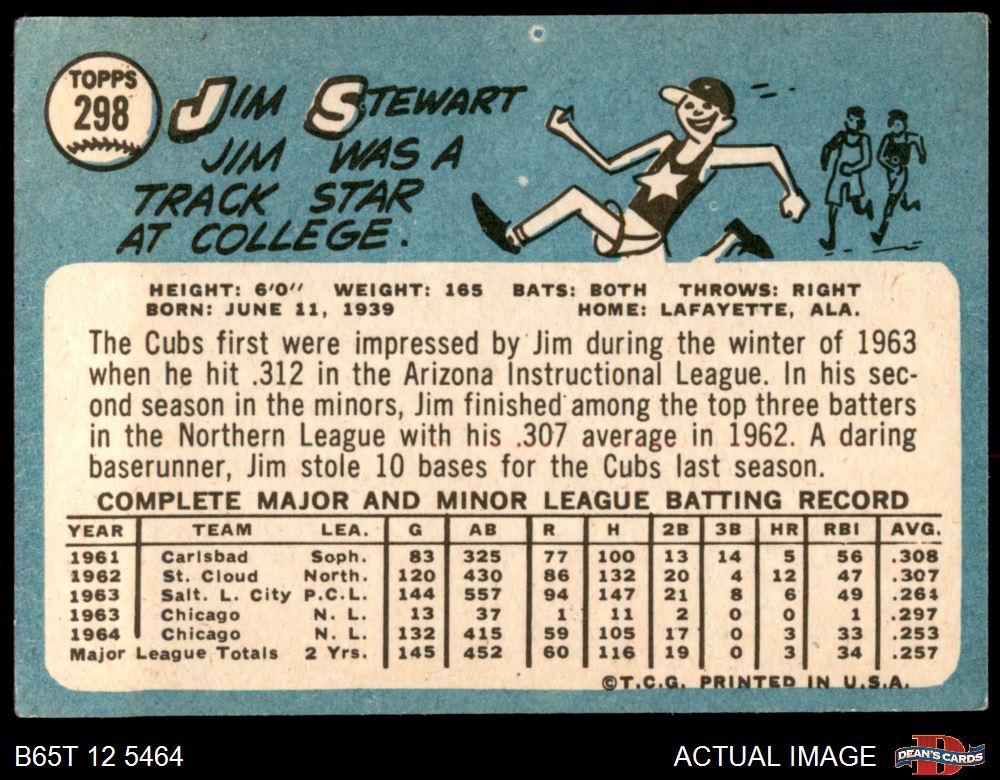 TOPPS
298
JIM STEWART
JIM WAS A
TRACK STAR
AT COLLEGE.
HEIGHT: 6'0" WEIGHT: 165 BATS: BOTH THROWS: RIGHT
BORN: JUNE 11, 1939 HOME: LAFAYETTE, ALA.
The Cubs first were impressed by Jim during the winter of 1963
when he hit .312 in the Arizona Instructional League. In his sec-
ond season in the minors, Jim finished among the top three batters
in the Northern League with his .307 average in 1962. A daring
baserunner, Jim stole 10 bases for the Cubs last season.
COMPLETE MAJOR AND MINOR LEAGUE BATTING RECORD
YEAR TEAM LEA. G AB R H 2B 3B HR RBI AVG.
1961 Carlsbad Soph. 83 325 77 100 13 14 5 56 .308
1962 St. Cloud North. 120 430 86 132 20 4 12 47 .307
1963 Salt. L. City P.C.L. 144 557 94 147 21 8 6 49 .264
1963 Chicago N. L. 13 37 1 11 2 0 0 1 .297
1964 Chicago N. L. 132 415 59 105 17 0 3 33 .253
Major League Totals 2 Yrs. 145 452 60 116 19 0 3 34 .257
©T.C.G. PRINTED IN U.S.A.
B65T 12 5464 ACTUAL IMAGE
DEAN'S CARDS